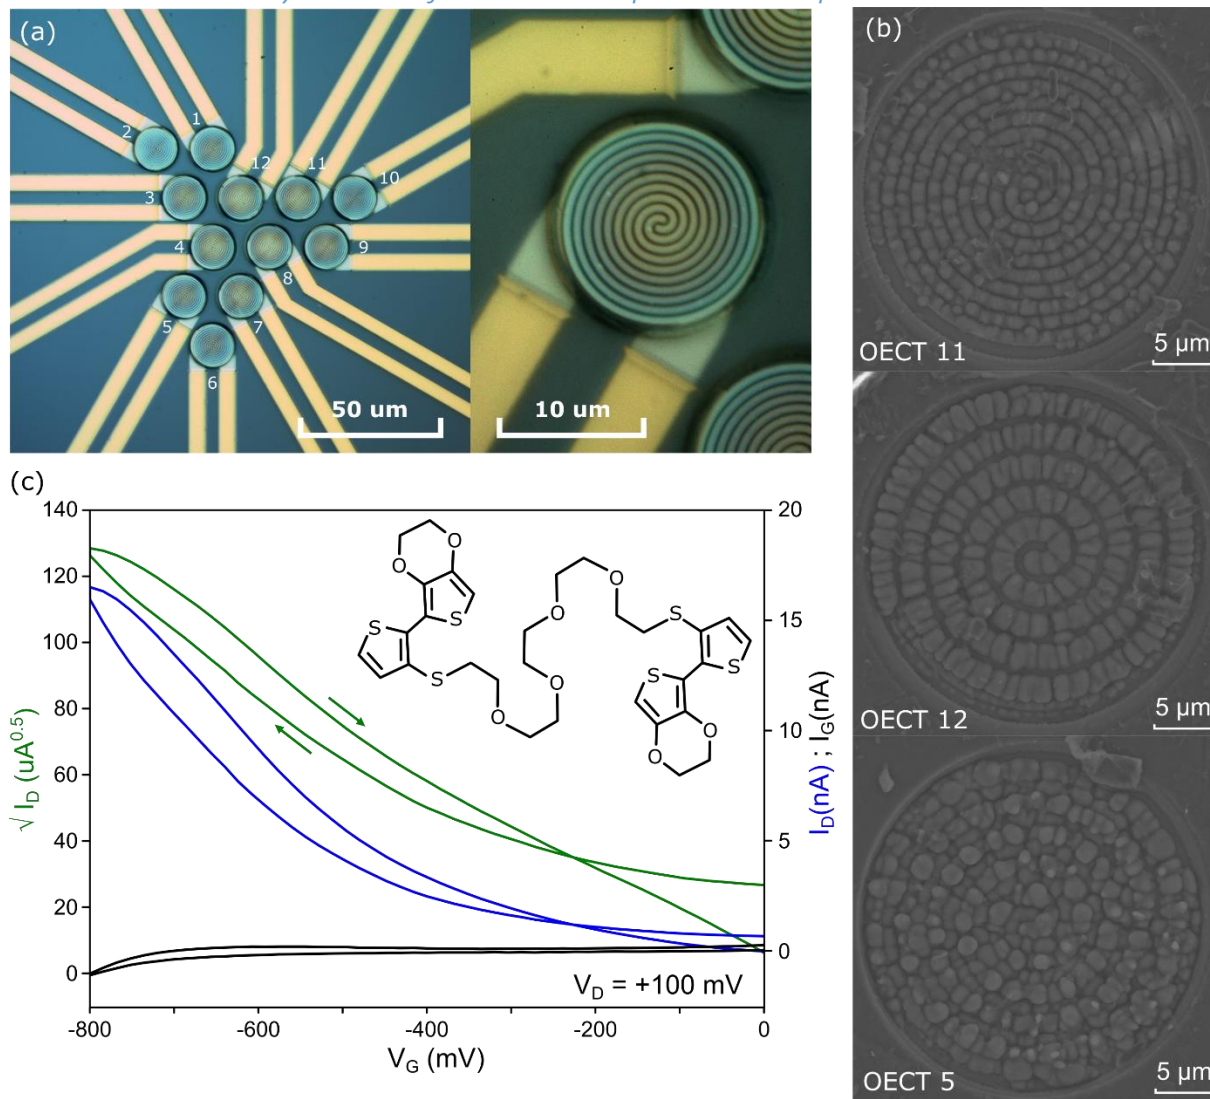 (a)
1
2
3
4
5
6
7
8
9
10
11
12
50 um
10 um
(b)
OECT 11
5 µm
OECT 12
5 µm
OECT 5
5 µm
(c)
√ I_D (uA^0.5)
140
120
100
80
60
40
20
0
20
15
10
5
0
I_D(nA) ; I_G(nA)
O
O
S
S
S
O
O
O
O
S
S
S
O
O
V_D = +100 mV
-800
-600
-400
-200
0
V_G (mV)